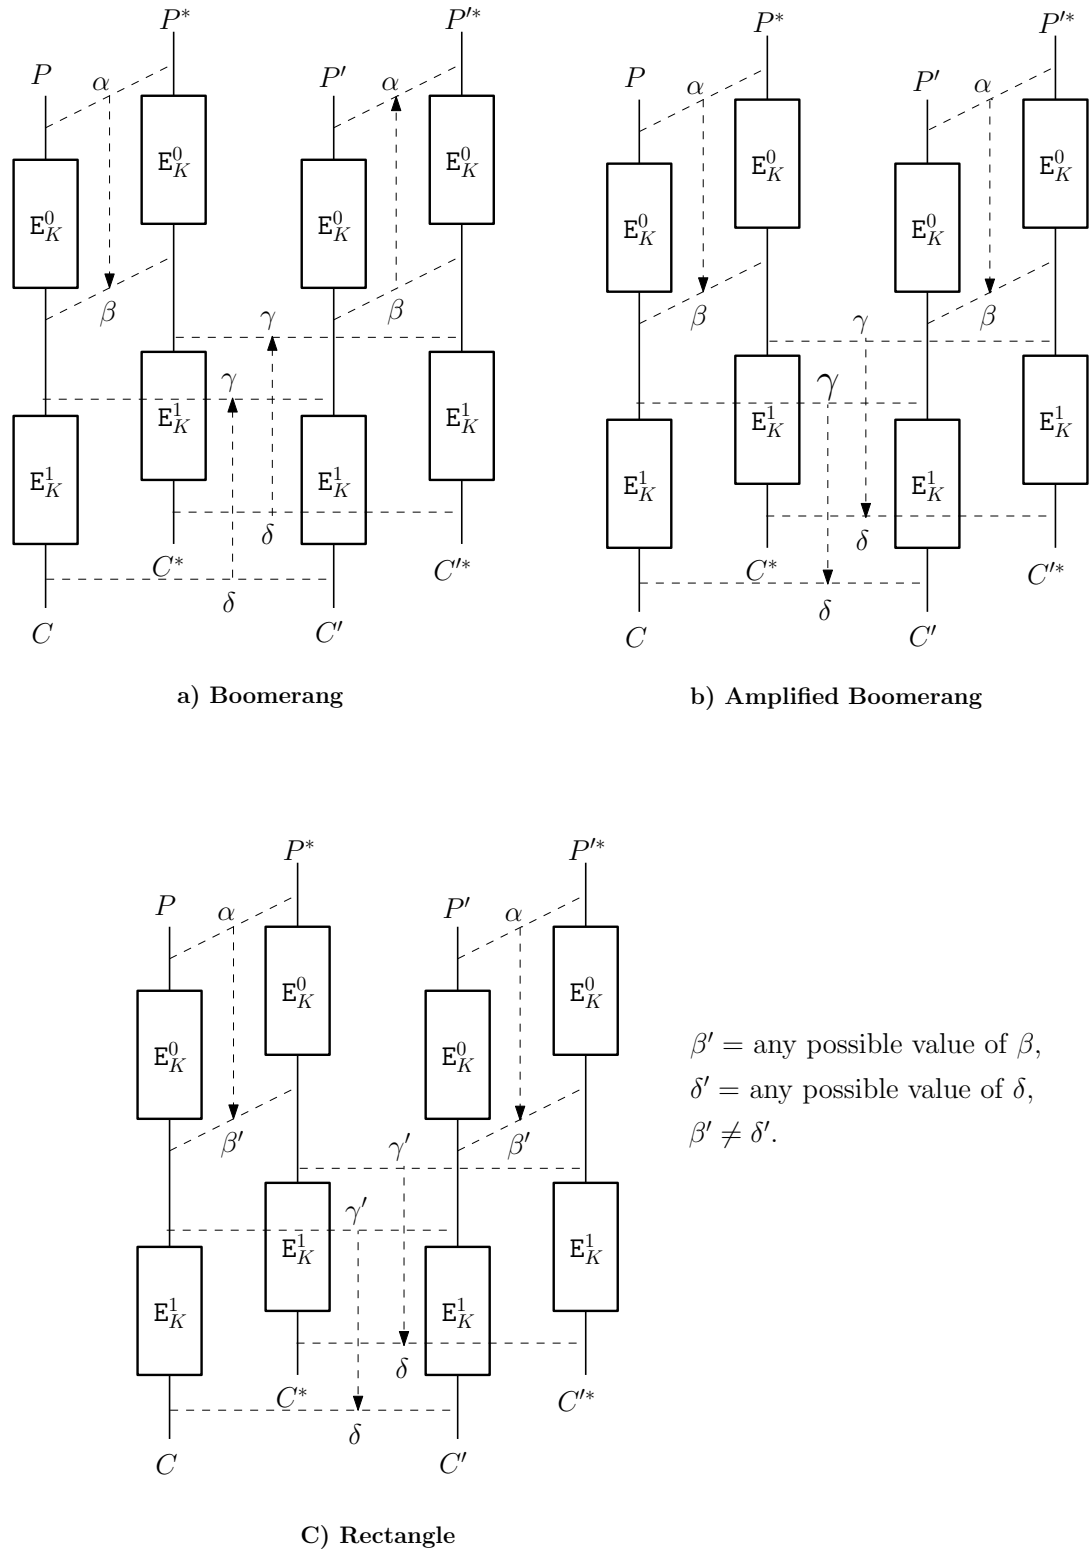 P* P′*
P α P′ α
E⁰_K E⁰_K
E⁰_K E⁰_K
β β
γ
γ
E¹_K E¹_K
E¹_K E¹_K
δ
C* C′*
δ
C C′
a) Boomerang
P* P′*
P α P′ α
E⁰_K E⁰_K
E⁰_K E⁰_K
β β
γ
γ
E¹_K E¹_K
E¹_K E¹_K
δ
C* C′*
δ
C C′
b) Amplified Boomerang
P* P′*
P α P′ α
E⁰_K E⁰_K
E⁰_K E⁰_K
β′ β′
γ′
γ′
E¹_K E¹_K
E¹_K E¹_K
δ
C* C′*
δ
C C′
β′ = any possible value of β,
δ′ = any possible value of δ,
β′ ≠ δ′.
C) Rectangle